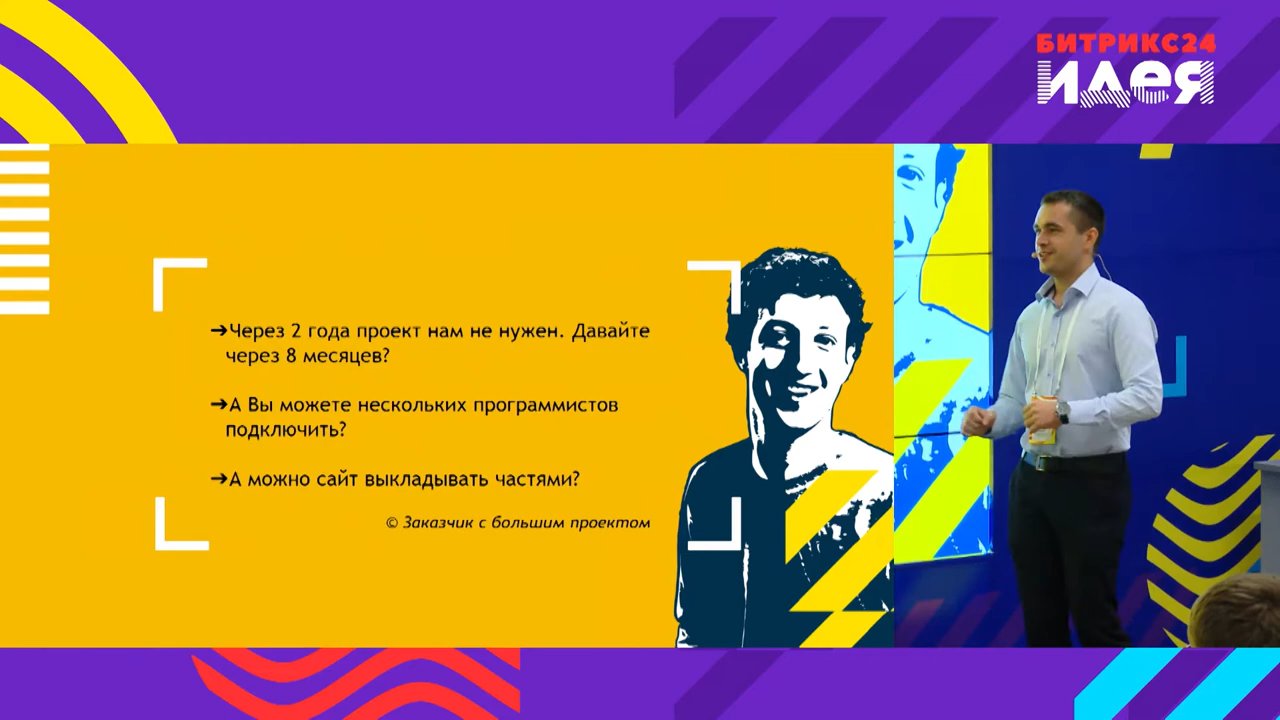 БИТРИКС24
идея
➔Через 2 года проект нам не нужен. Давайте
через 8 месяцев?
➔А Вы можете нескольких программистов
подключить?
➔А можно сайт выкладывать частями?
© Заказчик с большим проектом